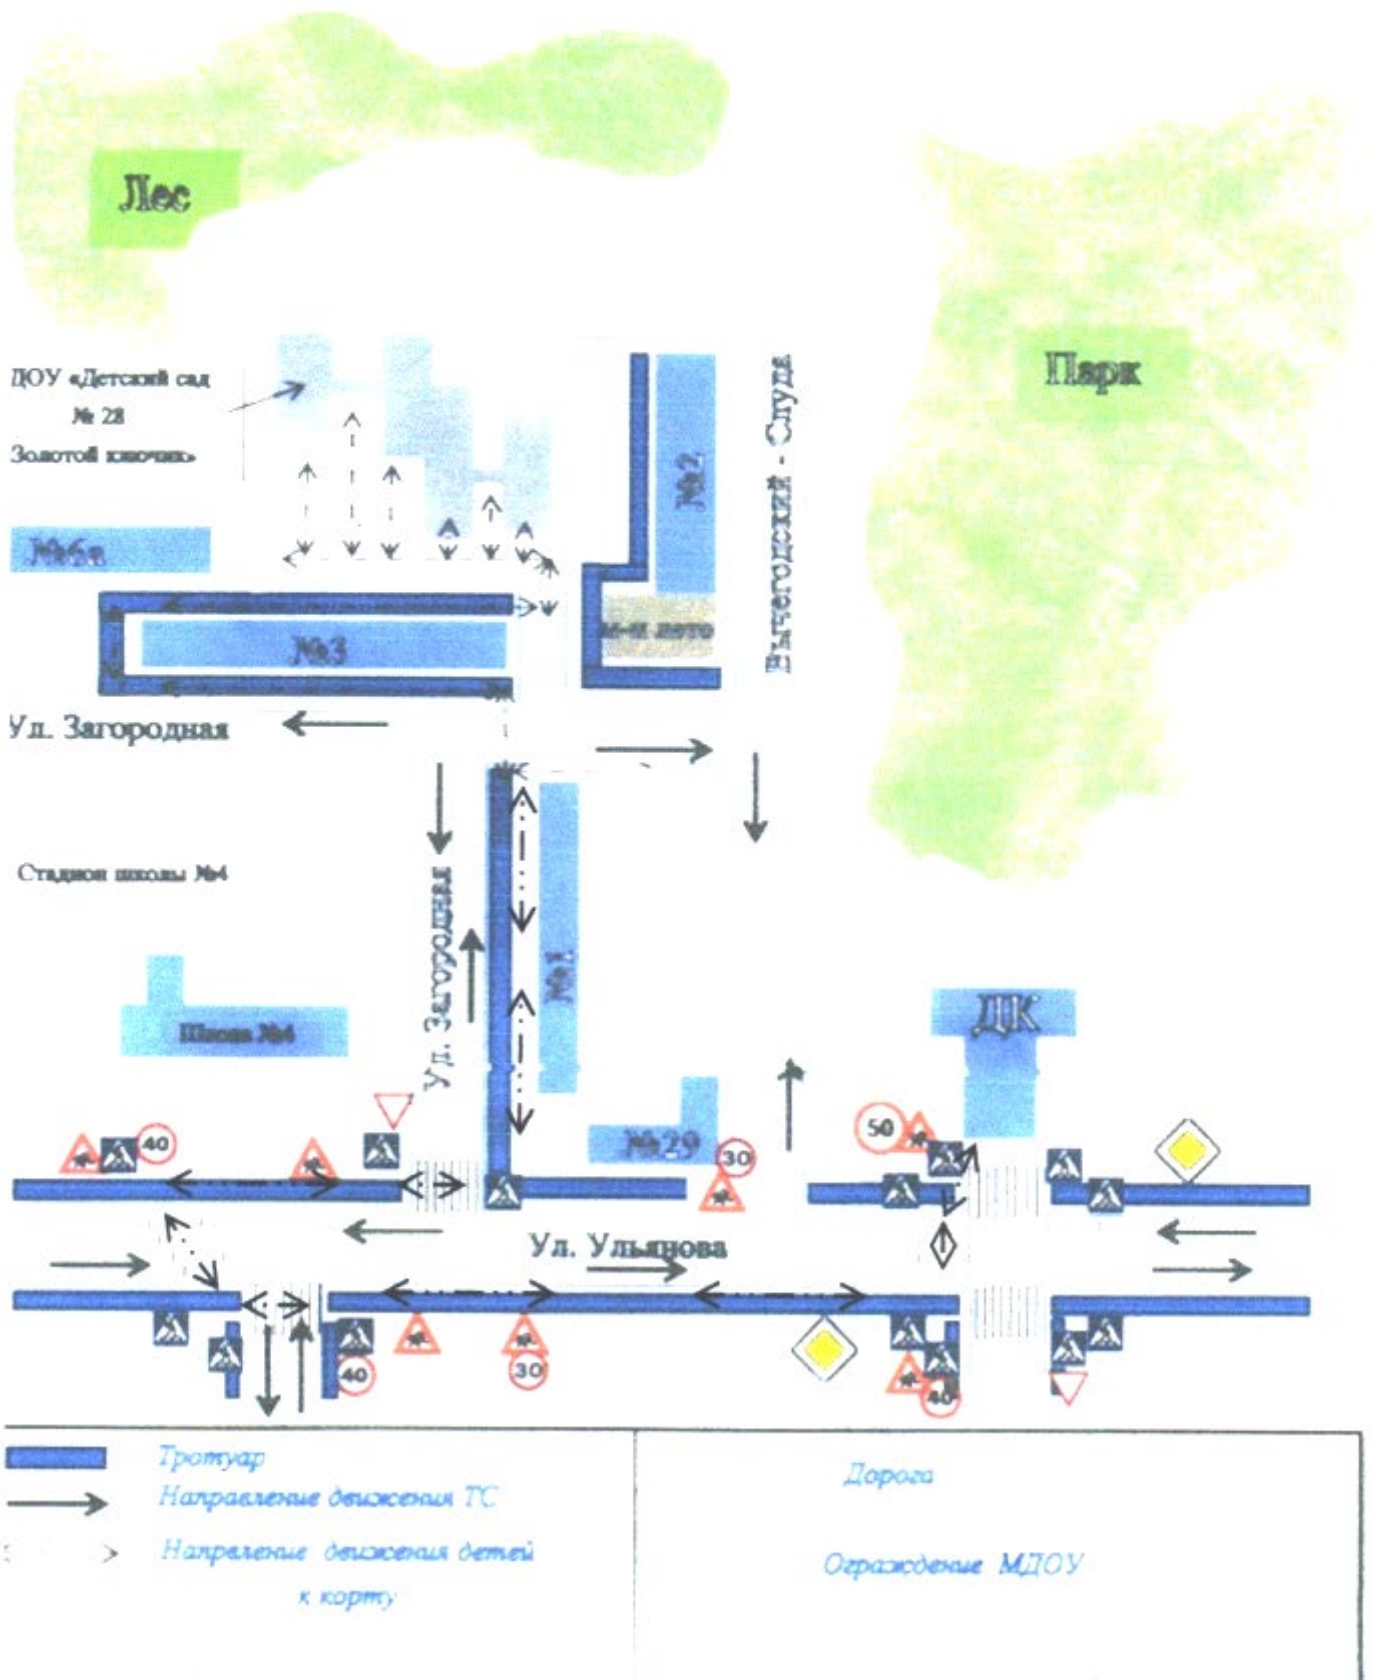 Лес
Парк
ДОУ «Детский сад
№ 28
Золотой ключик»
№2
Вычегодский - Слуда
№6а
м-н лето
№3
Ул. Загородная
Стадион школы №4
Ул. Загородная
№1
Школа №4
ДК
40
№29
30
50
Ул. Ульянова
40
30
40
Тротуар
Направление движения ТС
Напрвление движения детей
к корту
Дорога
Ограждение МДОУ